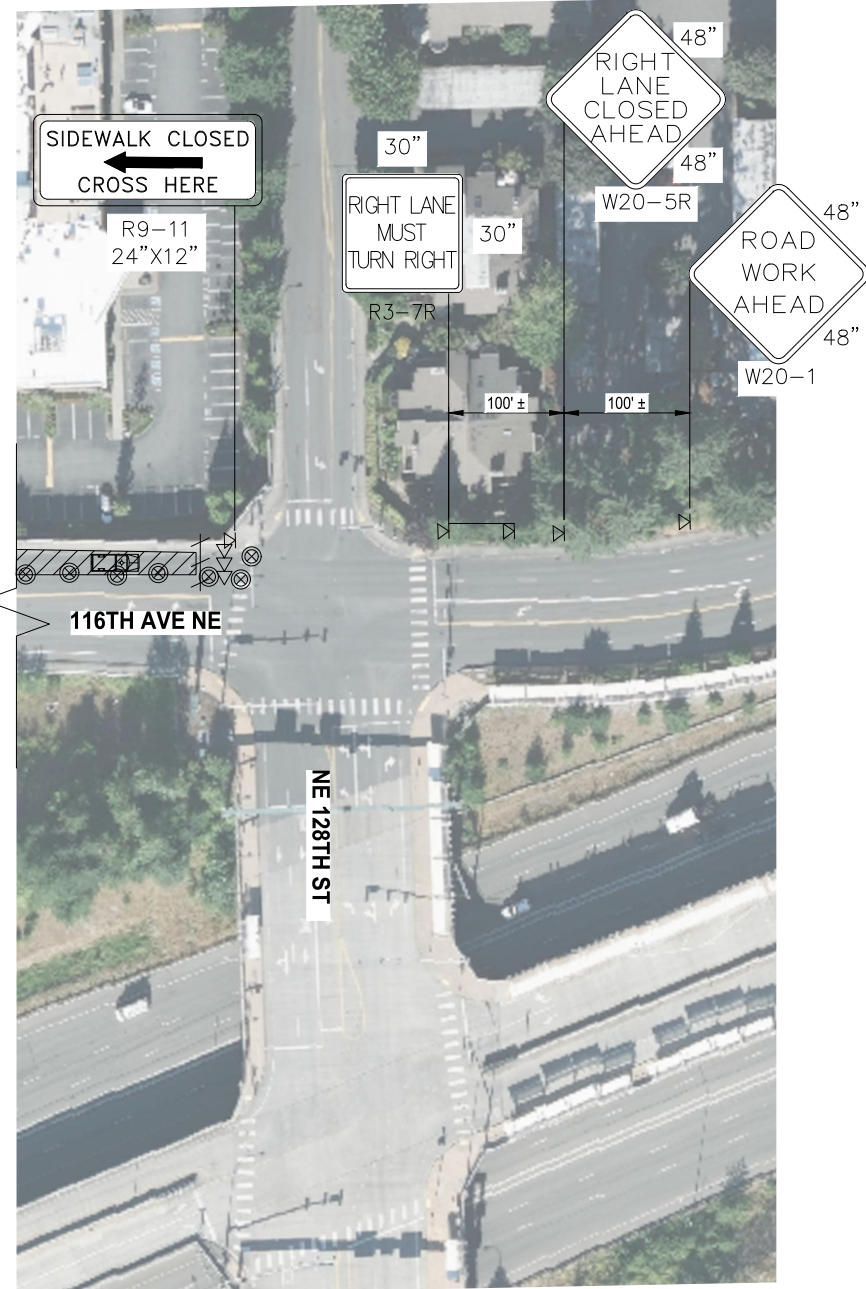 48”
RIGHT
LANE
CLOSED
AHEAD
48”
W20-5R
SIDEWALK CLOSED
CROSS HERE
R9-11
24”X12”
30”
RIGHT LANE
MUST
TURN RIGHT
30”
R3-7R
48”
ROAD
WORK
AHEAD
48”
W20-1
100' ±
100' ±
116TH AVE NE
NE 128TH ST